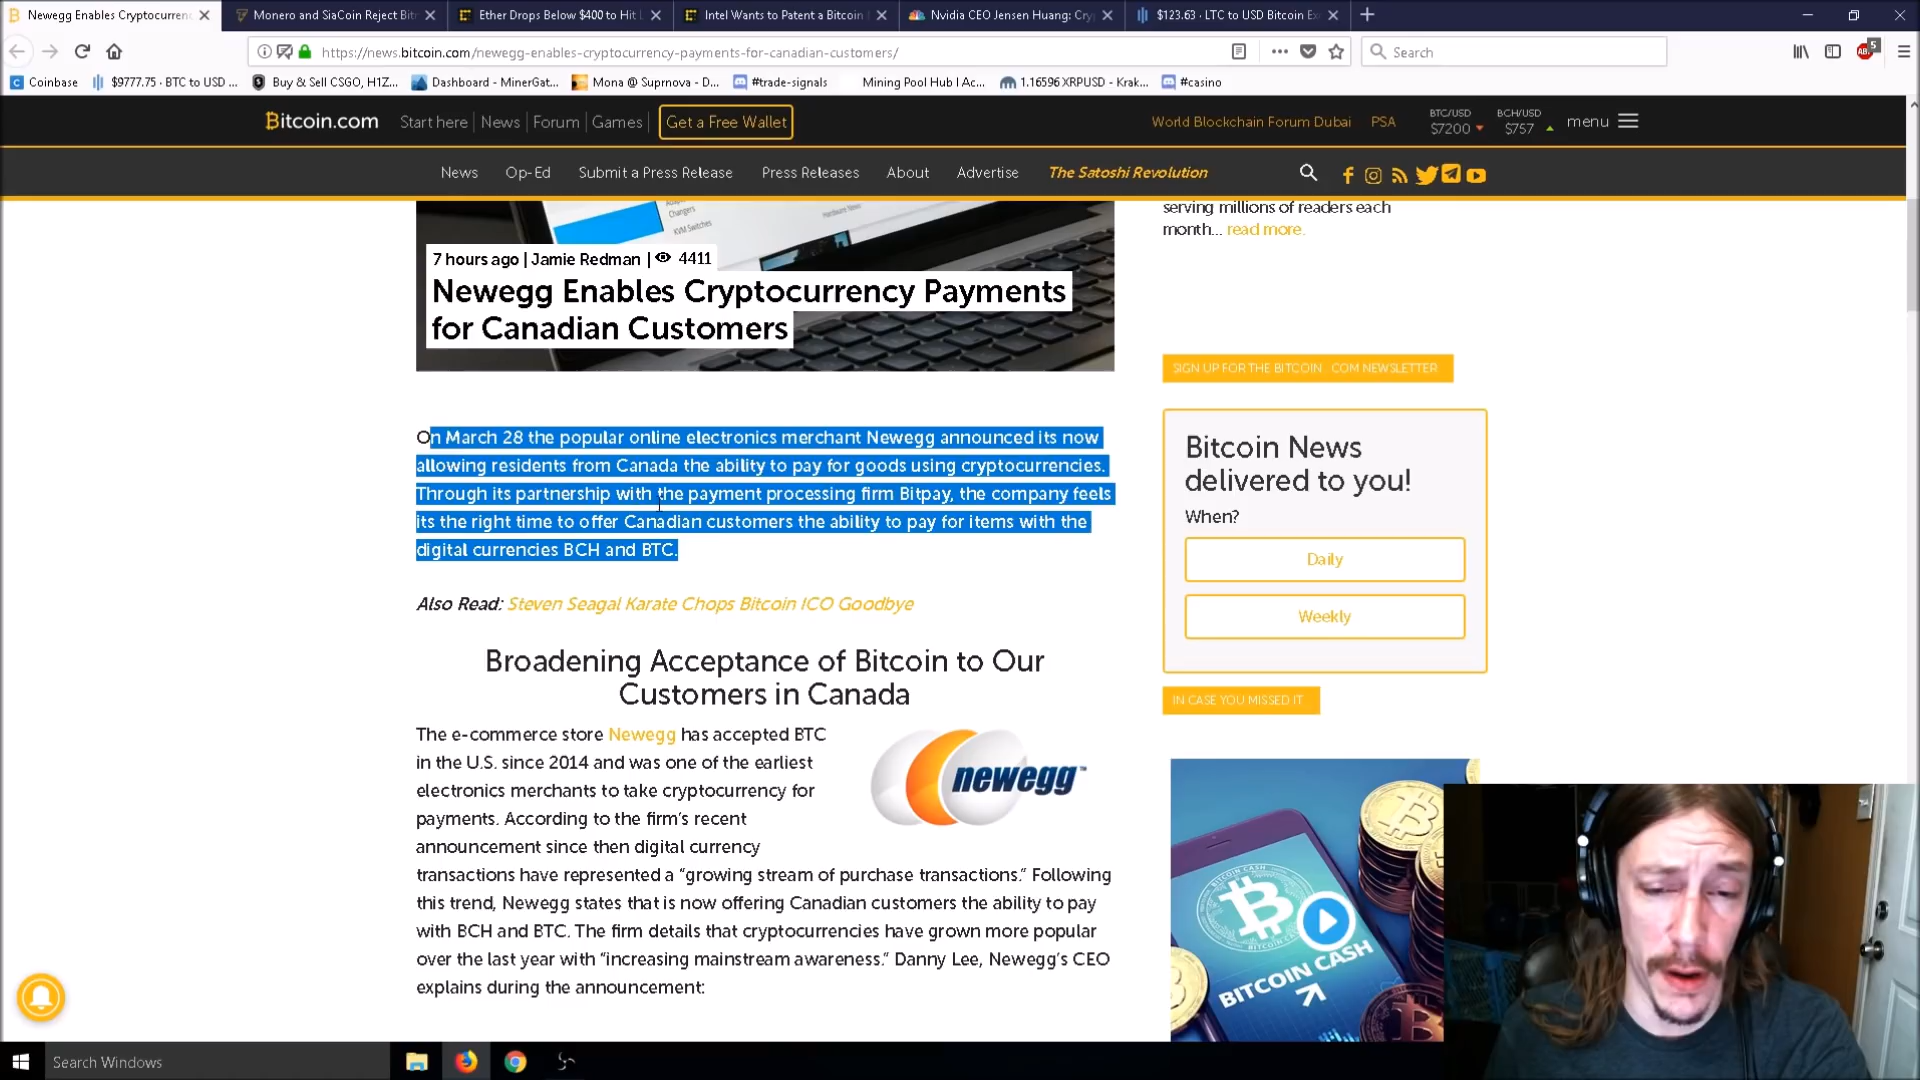 Newegg Enables Cryptocurrenc
Monero and SiaCoin Reject Bit
Ether Drops Below $400 to Hit L
Intel Wants to Patent a Bitcoin
Nvidia CEO Jensen Huang: Cry
$123.63 · LTC to USD Bitcoin Ex
https://news.bitcoin.com/newegg-enables-cryptocurrency-payments-for-canadian-customers/
Search
5
Coinbase
$9777.75 · BTC to USD ...
Buy & Sell CSGO, H1Z...
Dashboard - MinerGat...
Mona @ Suprnova - D...
#trade-signals
Mining Pool Hub | Ac...
1.16596 XRPUSD - Krak...
#casino
Bitcoin.com
Start here | News | Forum | Games |
Get a Free Wallet
World Blockchain Forum Dubai
PSA
BTC/USD
$7200
BCH/USD
$757
menu
News
Op-Ed
Submit a Press Release
Press Releases
About
Advertise
The Satoshi Revolution
Changers
KVM Switches
Hardware News
7 hours ago | Jamie Redman | 4411
Newegg Enables Cryptocurrency Payments
for Canadian Customers
On March 28 the popular online electronics merchant Newegg announced its now
allowing residents from Canada the ability to pay for goods using cryptocurrencies.
Through its partnership with the payment processing firm Bitpay, the company feels
its the right time to offer Canadian customers the ability to pay for items with the
digital currencies BCH and BTC.
Also Read: Steven Seagal Karate Chops Bitcoin ICO Goodbye
Broadening Acceptance of Bitcoin to Our
Customers in Canada
The e-commerce store Newegg has accepted BTC
in the U.S. since 2014 and was one of the earliest
electronics merchants to take cryptocurrency for
payments. According to the firm's recent
announcement since then digital currency
transactions have represented a “growing stream of purchase transactions.” Following
this trend, Newegg states that is now offering Canadian customers the ability to pay
with BCH and BTC. The firm details that cryptocurrencies have grown more popular
over the last year with “increasing mainstream awareness.” Danny Lee, Newegg's CEO
explains during the announcement:
newegg™
serving millions of readers each
month... read more.
SIGN UP FOR THE BITCOIN . COM NEWSLETTER
Bitcoin News
delivered to you!
When?
Daily
Weekly
IN CASE YOU MISSED IT
BITCOIN CASH
Search Windows